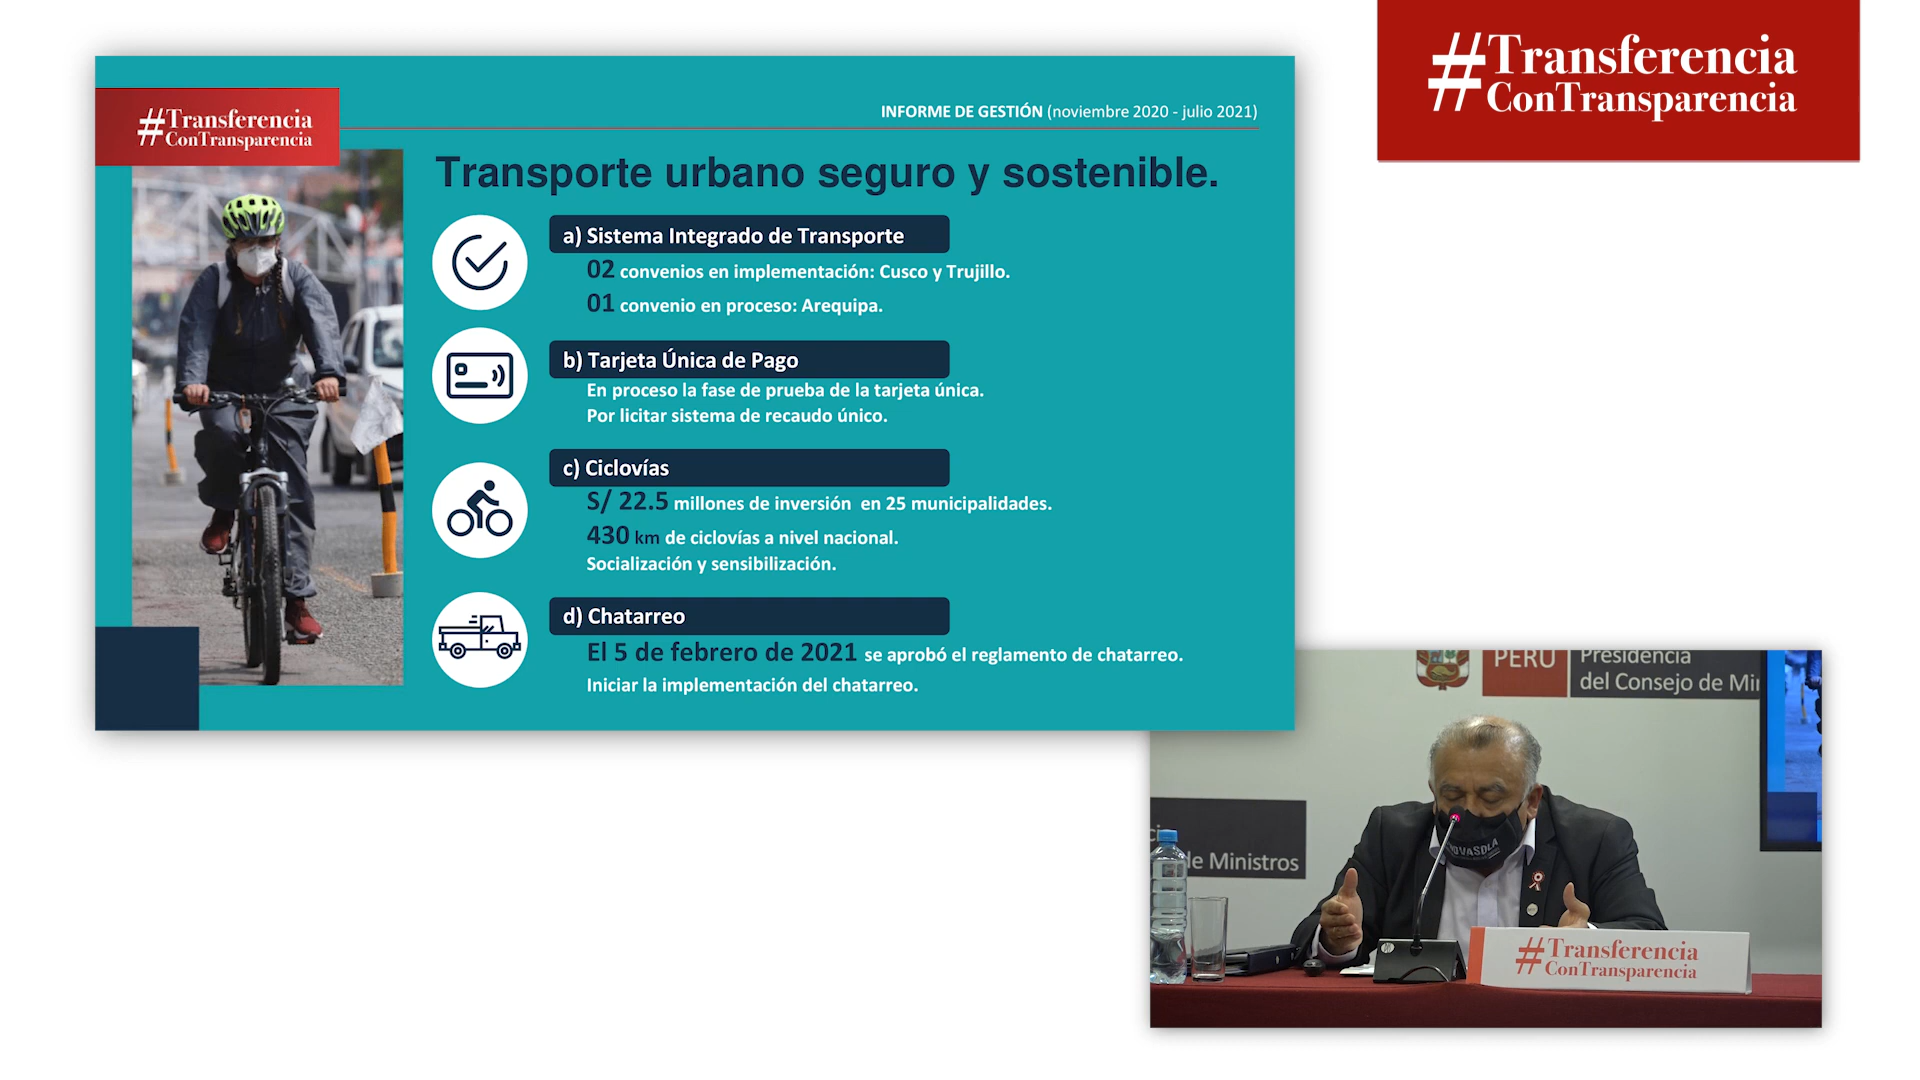 #Transferencia
ConTransparencia
#Transferencia
ConTransparencia
INFORME DE GESTIÓN (noviembre 2020 - julio 2021)
Transporte urbano seguro y sostenible.
a) Sistema Integrado de Transporte
02 convenios en implementación: Cusco y Trujillo.
01 convenio en proceso: Arequipa.
b) Tarjeta Única de Pago
En proceso la fase de prueba de la tarjeta única.
Por licitar sistema de recaudo único.
c) Ciclovías
S/ 22.5 millones de inversión en 25 municipalidades.
430 km de ciclovías a nivel nacional.
Socialización y sensibilización.
d) Chatarreo
El 5 de febrero de 2021 se aprobó el reglamento de chatarreo.
Iniciar la implementación del chatarreo.
PERÚ
Presidencia
del Consejo de Mi
de Ministros
#Transferencia
ConTransparencia